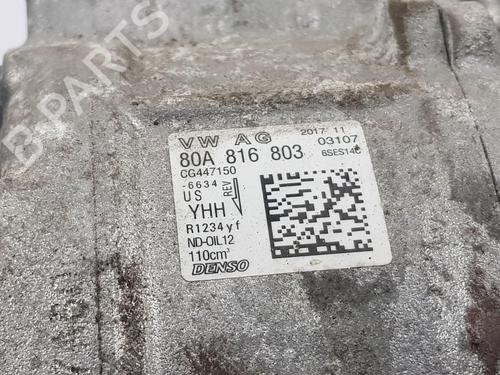 B-PARTS
VW AG 2017 11
80A 816 803 03107
CG447150 6SES14C
-6634
US REV
YHH
R1234yf
ND-OIL12
110cm³
DENSO